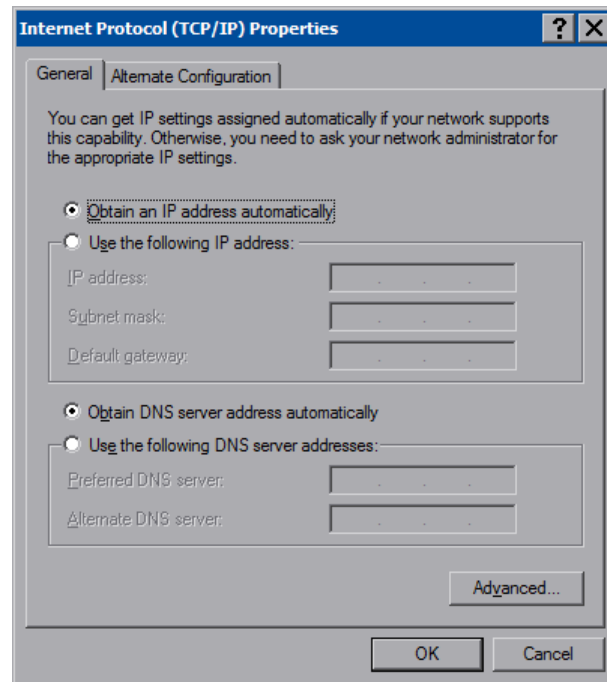 Internet Protocol (TCP/IP) Properties
General
Alternate Configuration
You can get IP settings assigned automatically if your network supports
this capability. Otherwise, you need to ask your network administrator for
the appropriate IP settings.
Obtain an IP address automatically
Use the following IP address:
IP address:
Subnet mask:
Default gateway:
Obtain DNS server address automatically
Use the following DNS server addresses:
Preferred DNS server:
Alternate DNS server:
Advanced...
OK
Cancel